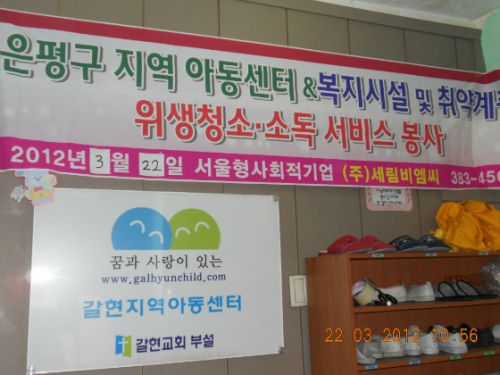 은평구 지역 아동센터 & 복지시설 및 취약계
위생청소·소독 서비스 봉사
2012년 3월 22일 서울형사회적기업 (주)세림비엠씨 383-456
꿈과 사랑이 있는
www.galhyunchild.com
갈현지역아동센터
갈현교회 부설
22 03 2012 10:56